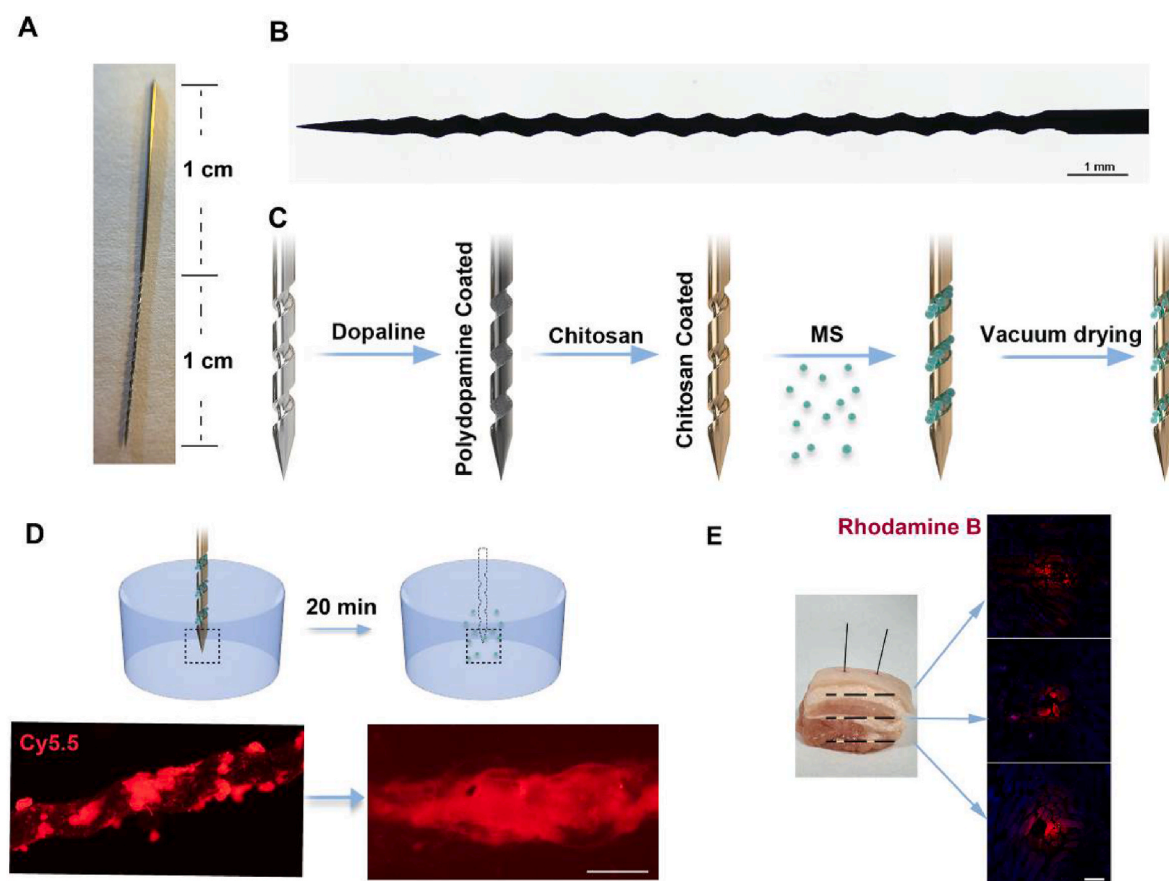 A
1 cm
1 cm
B
1 mm
C
Dopaline
Polydopamine Coated
Chitosan
Chitosan Coated
MS
Vacuum drying
D
20 min
Cy5.5
E
Rhodamine B